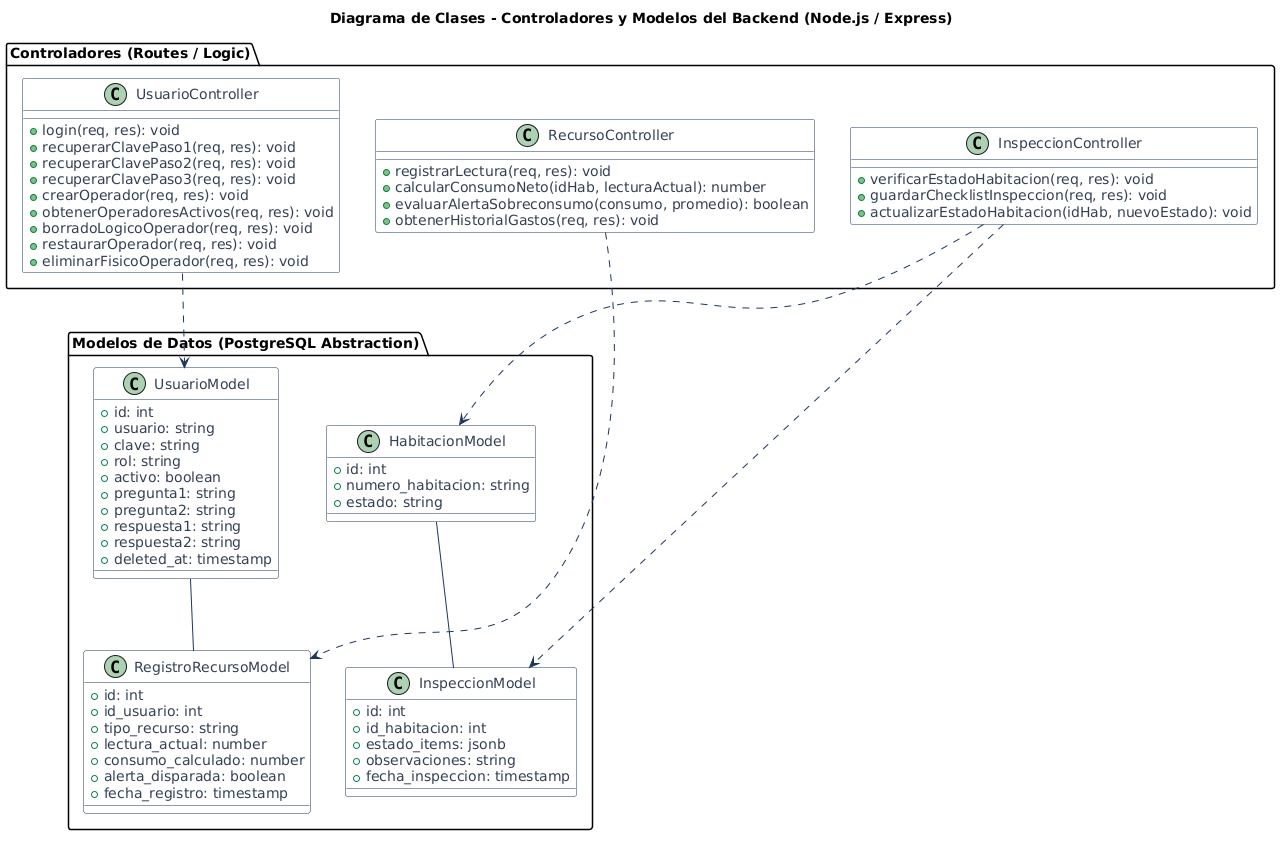 Diagrama de Clases - Controladores y Modelos del Backend (Node.js / Express)
Controladores (Routes / Logic)
C UsuarioController
login(req, res): void
recuperarClavePaso1(req, res): void
recuperarClavePaso2(req, res): void
recuperarClavePaso3(req, res): void
crearOperador(req, res): void
obtenerOperadoresActivos(req, res): void
borradoLogicoOperador(req, res): void
restaurarOperador(req, res): void
eliminarFisicoOperador(req, res): void
C RecursoController
registrarLectura(req, res): void
calcularConsumoNeto(idHab, lecturaActual): number
evaluarAlertaSobreconsumo(consumo, promedio): boolean
obtenerHistorialGastos(req, res): void
C InspeccionController
verificarEstadoHabitacion(req, res): void
guardarChecklistInspeccion(req, res): void
actualizarEstadoHabitacion(idHab, nuevoEstado): void
Modelos de Datos (PostgreSQL Abstraction)
C UsuarioModel
id: int
usuario: string
clave: string
rol: string
activo: boolean
pregunta1: string
pregunta2: string
respuesta1: string
respuesta2: string
deleted_at: timestamp
C HabitacionModel
id: int
numero_habitacion: string
estado: string
C RegistroRecursoModel
id: int
id_usuario: int
tipo_recurso: string
lectura_actual: number
consumo_calculado: number
alerta_disparada: boolean
fecha_registro: timestamp
C InspeccionModel
id: int
id_habitacion: int
estado_items: jsonb
observaciones: string
fecha_inspeccion: timestamp